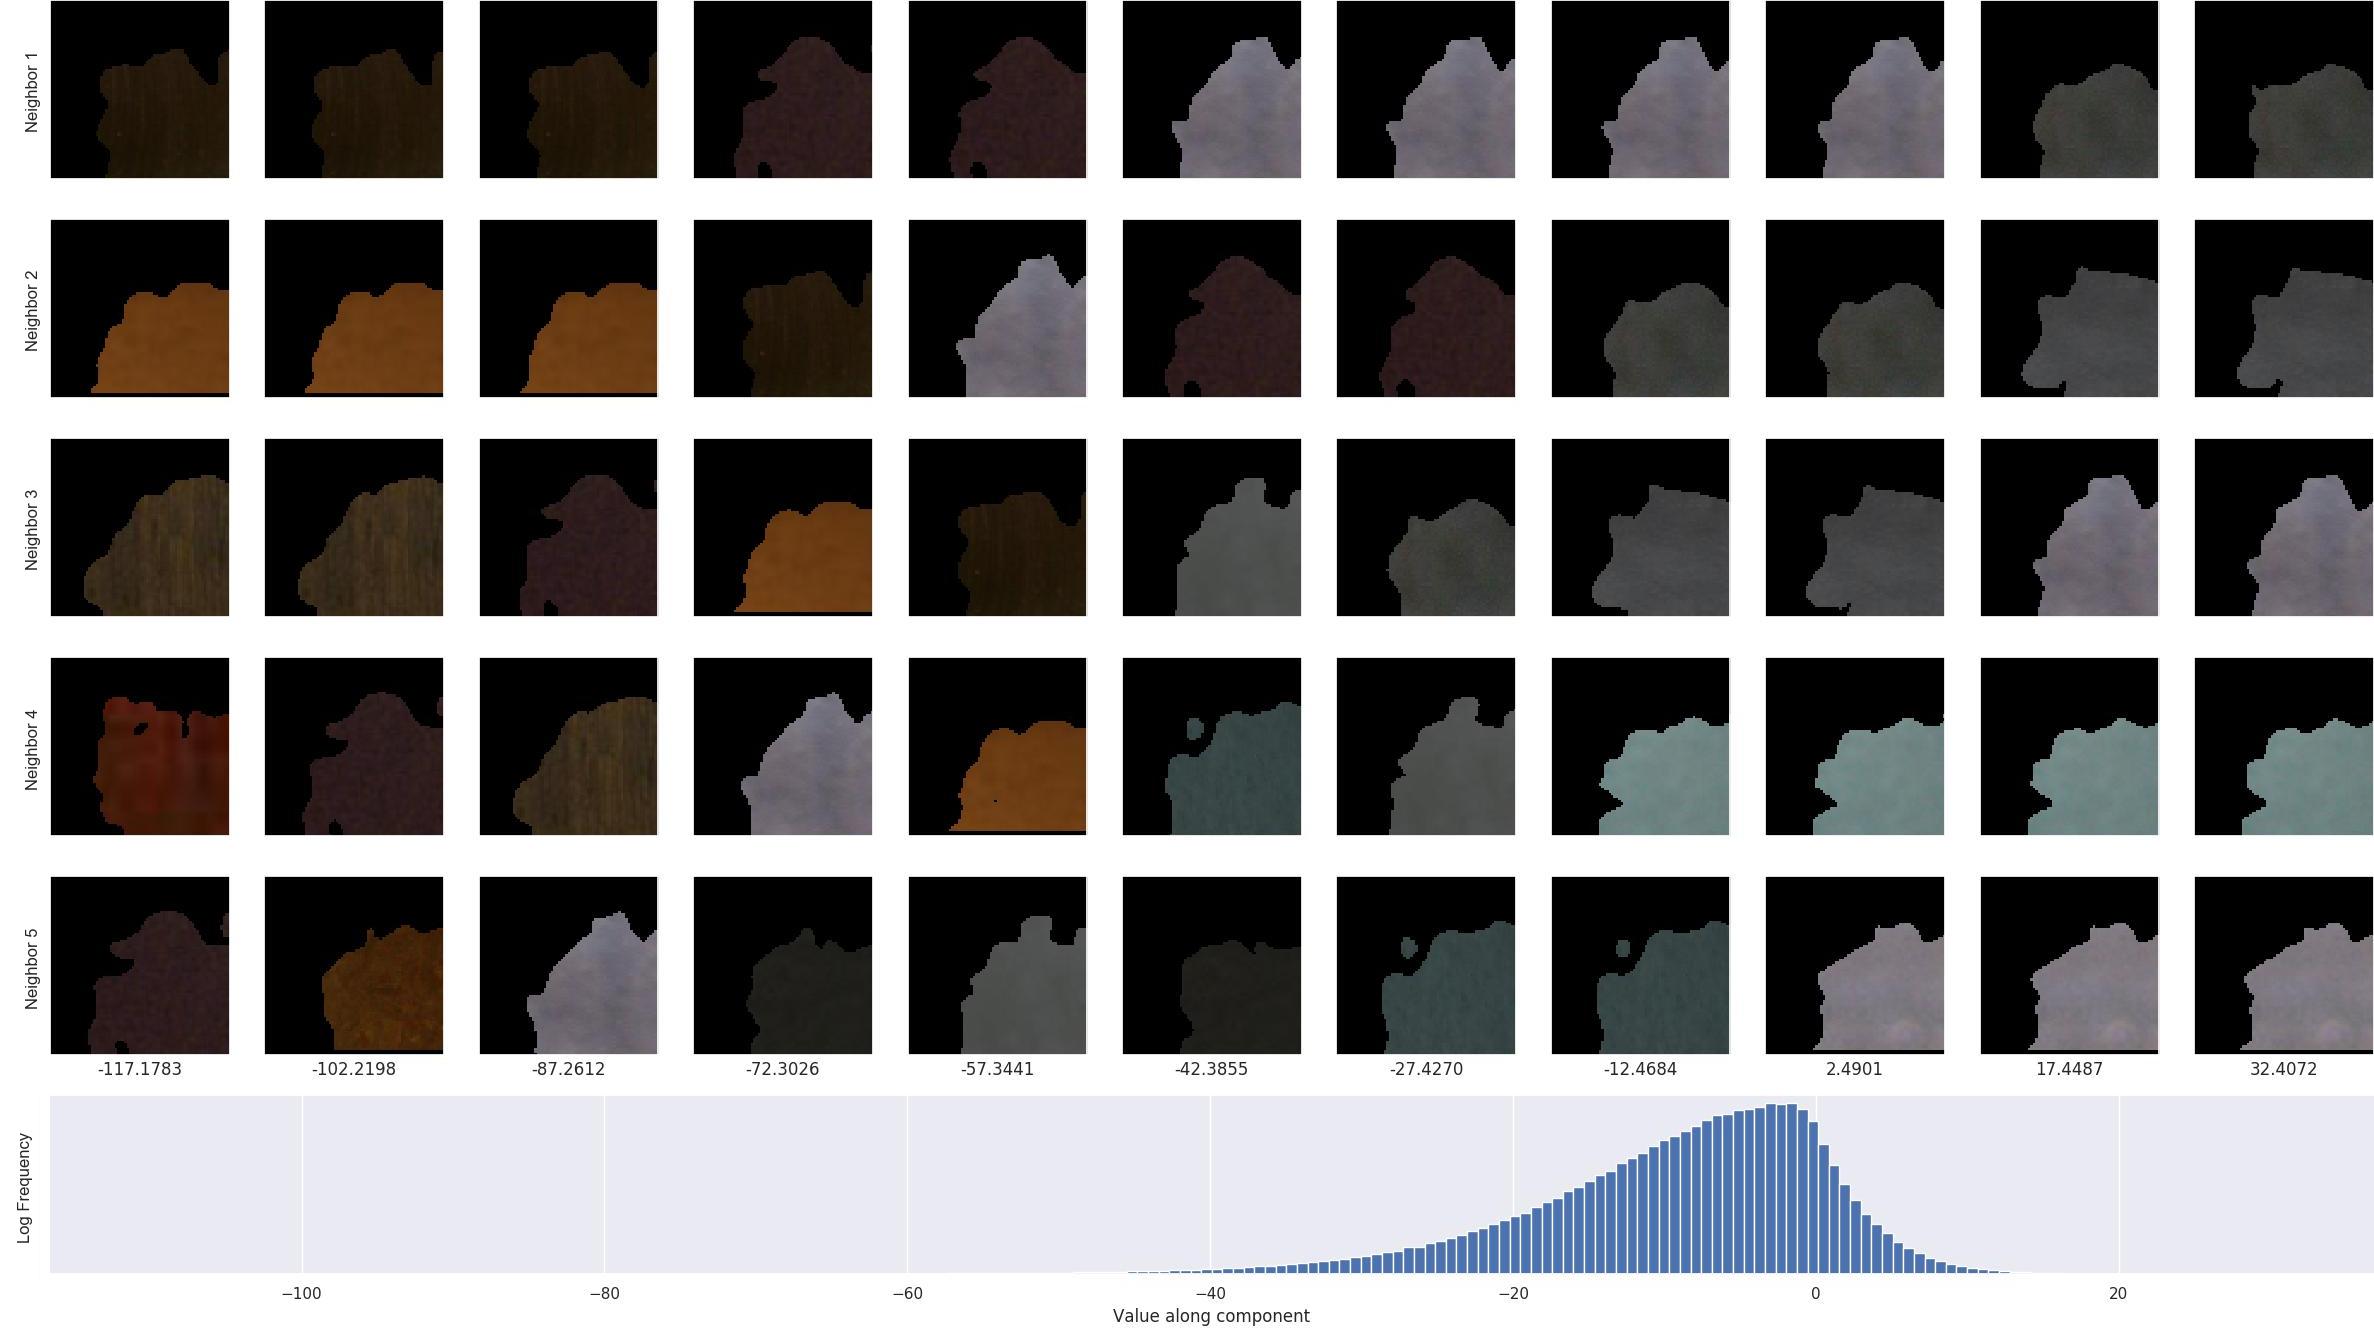 Neighbor 1
Neighbor 2
Neighbor 3
Neighbor 4
Neighbor 5
-117.1783 -102.2198 -87.2612 -72.3026 -57.3441 -42.3855 -27.4270 -12.4684 2.4901 17.4487 32.4072
Log Frequency
−100 −80 −60 −40 −20 0 20
Value along component